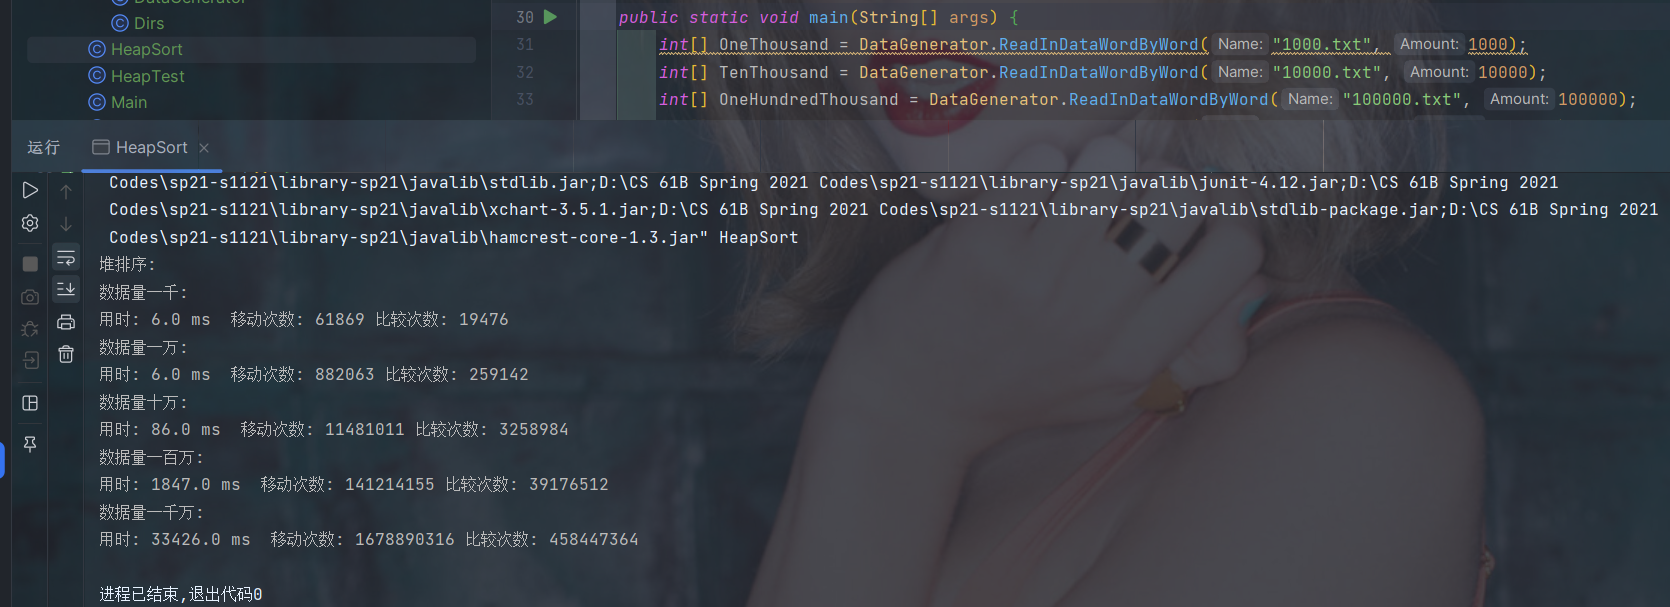 DataGenerator
Dirs
HeapSort
HeapTest
Main
30 public static void main(String[] args) {
31 int[] OneThousand = DataGenerator.ReadInDataWordByWord( Name: "1000.txt", Amount: 1000);
32 int[] TenThousand = DataGenerator.ReadInDataWordByWord( Name: "10000.txt", Amount: 10000);
33 int[] OneHundredThousand = DataGenerator.ReadInDataWordByWord( Name: "100000.txt", Amount: 100000);
运行 HeapSort ×
Codes\sp21-s1121\library-sp21\javalib\stdlib.jar;D:\CS 61B Spring 2021 Codes\sp21-s1121\library-sp21\javalib\junit-4.12.jar;D:\CS 61B Spring 2021
Codes\sp21-s1121\library-sp21\javalib\xchart-3.5.1.jar;D:\CS 61B Spring 2021 Codes\sp21-s1121\library-sp21\javalib\stdlib-package.jar;D:\CS 61B Spring 2021
Codes\sp21-s1121\library-sp21\javalib\hamcrest-core-1.3.jar" HeapSort
堆排序:
数据量一千:
用时: 6.0 ms 移动次数: 61869 比较次数: 19476
数据量一万:
用时: 6.0 ms 移动次数: 882063 比较次数: 259142
数据量十万:
用时: 86.0 ms 移动次数: 11481011 比较次数: 3258984
数据量一百万:
用时: 1847.0 ms 移动次数: 141214155 比较次数: 39176512
数据量一千万:
用时: 33426.0 ms 移动次数: 1678890316 比较次数: 458447364
进程已结束,退出代码0